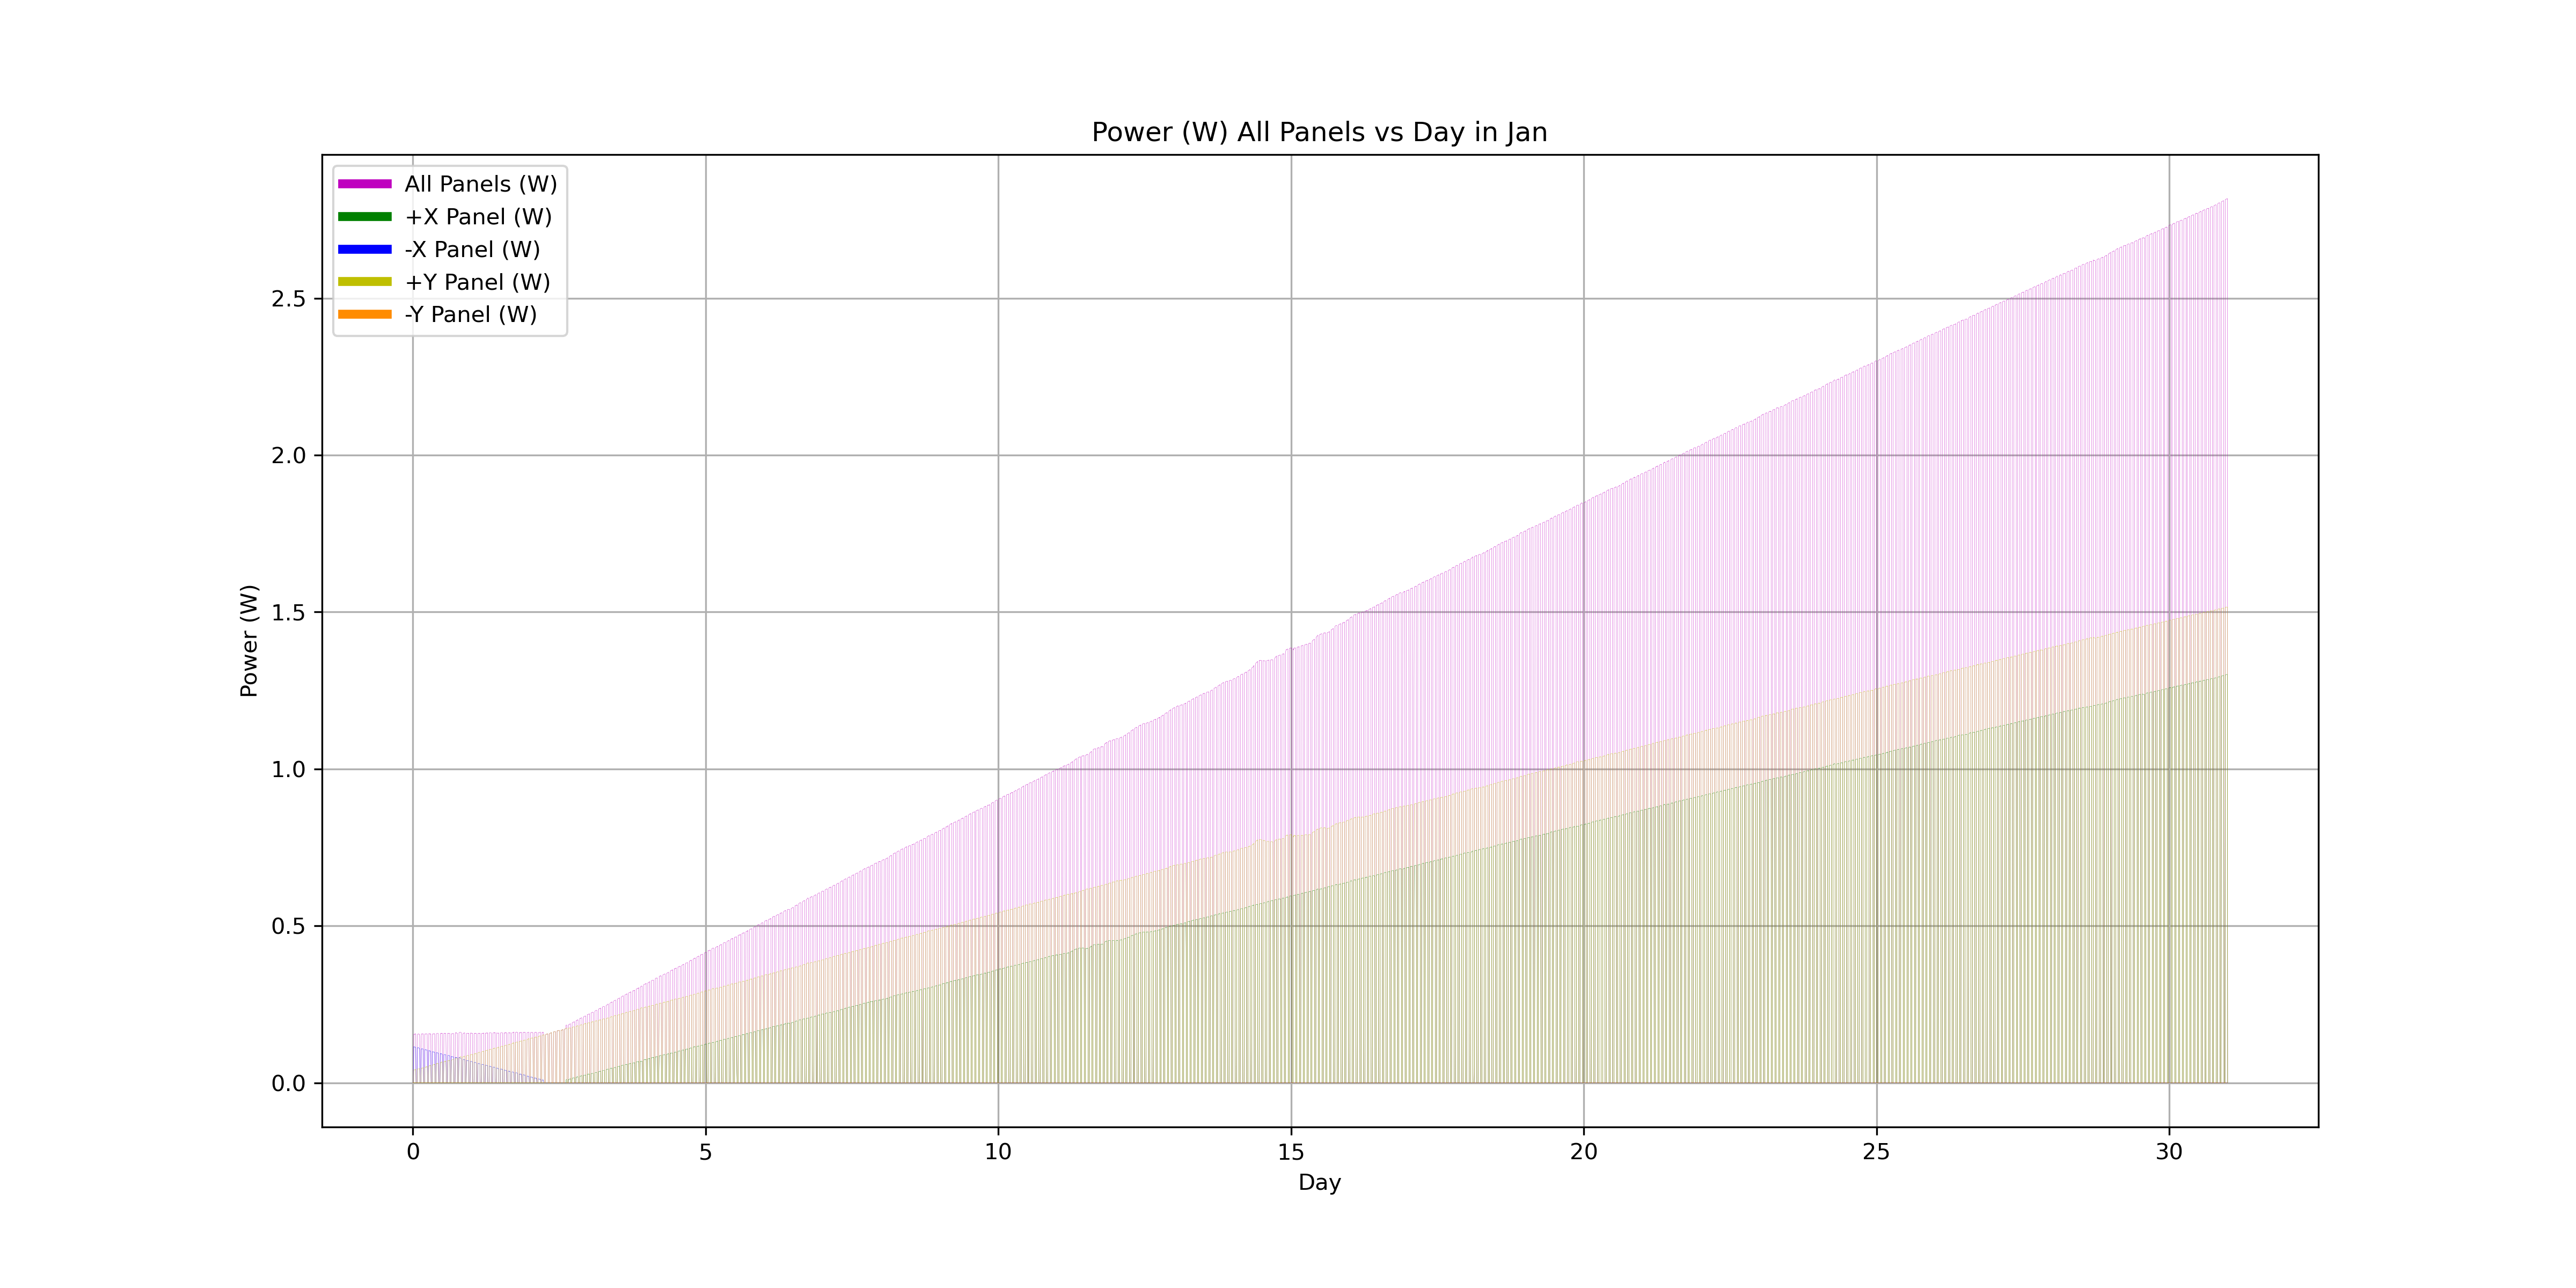 Power (W) All Panels vs Day in Jan
All Panels (W)
+X Panel (W)
-X Panel (W)
+Y Panel (W)
-Y Panel (W)
2.5
2.0
1.5
1.0
0.5
0.0
Power (W)
0 5 10 15 20 25 30
Day